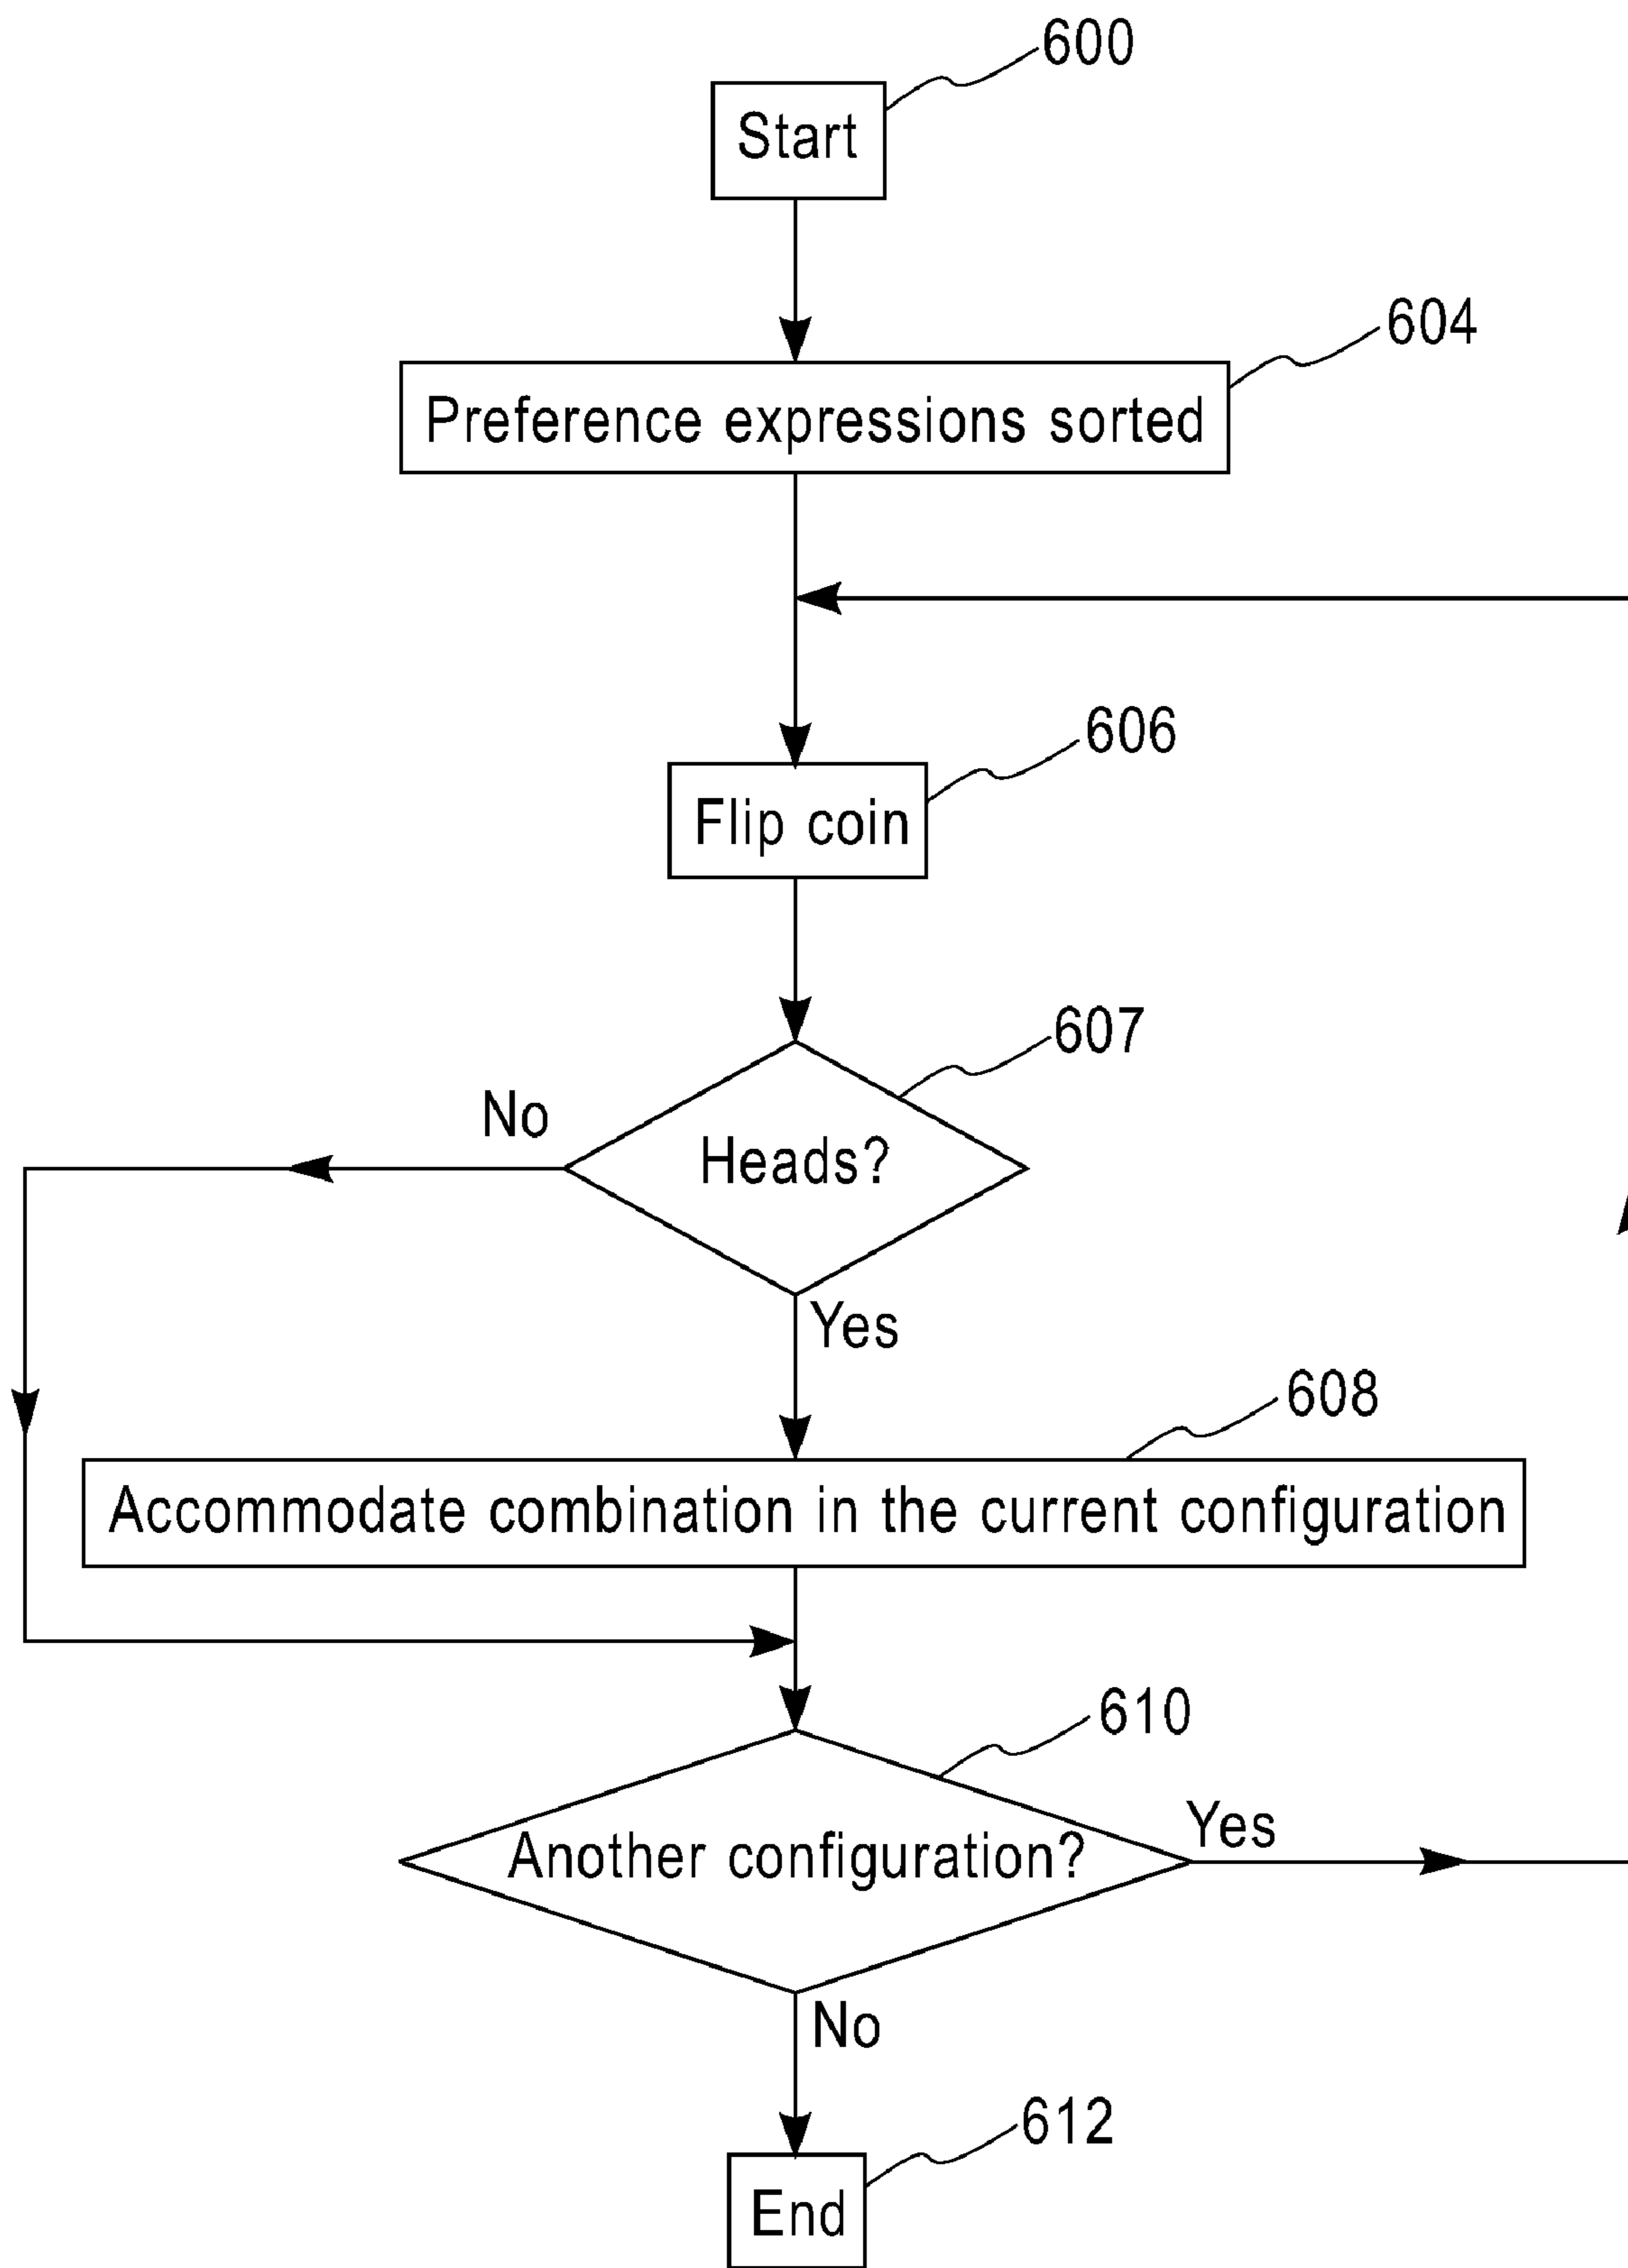 600
Start
604
Preference expressions sorted
606
Flip coin
607
No
Heads?
Yes
608
Accommodate combination in the current configuration
610
Yes
Another configuration?
No
612
End